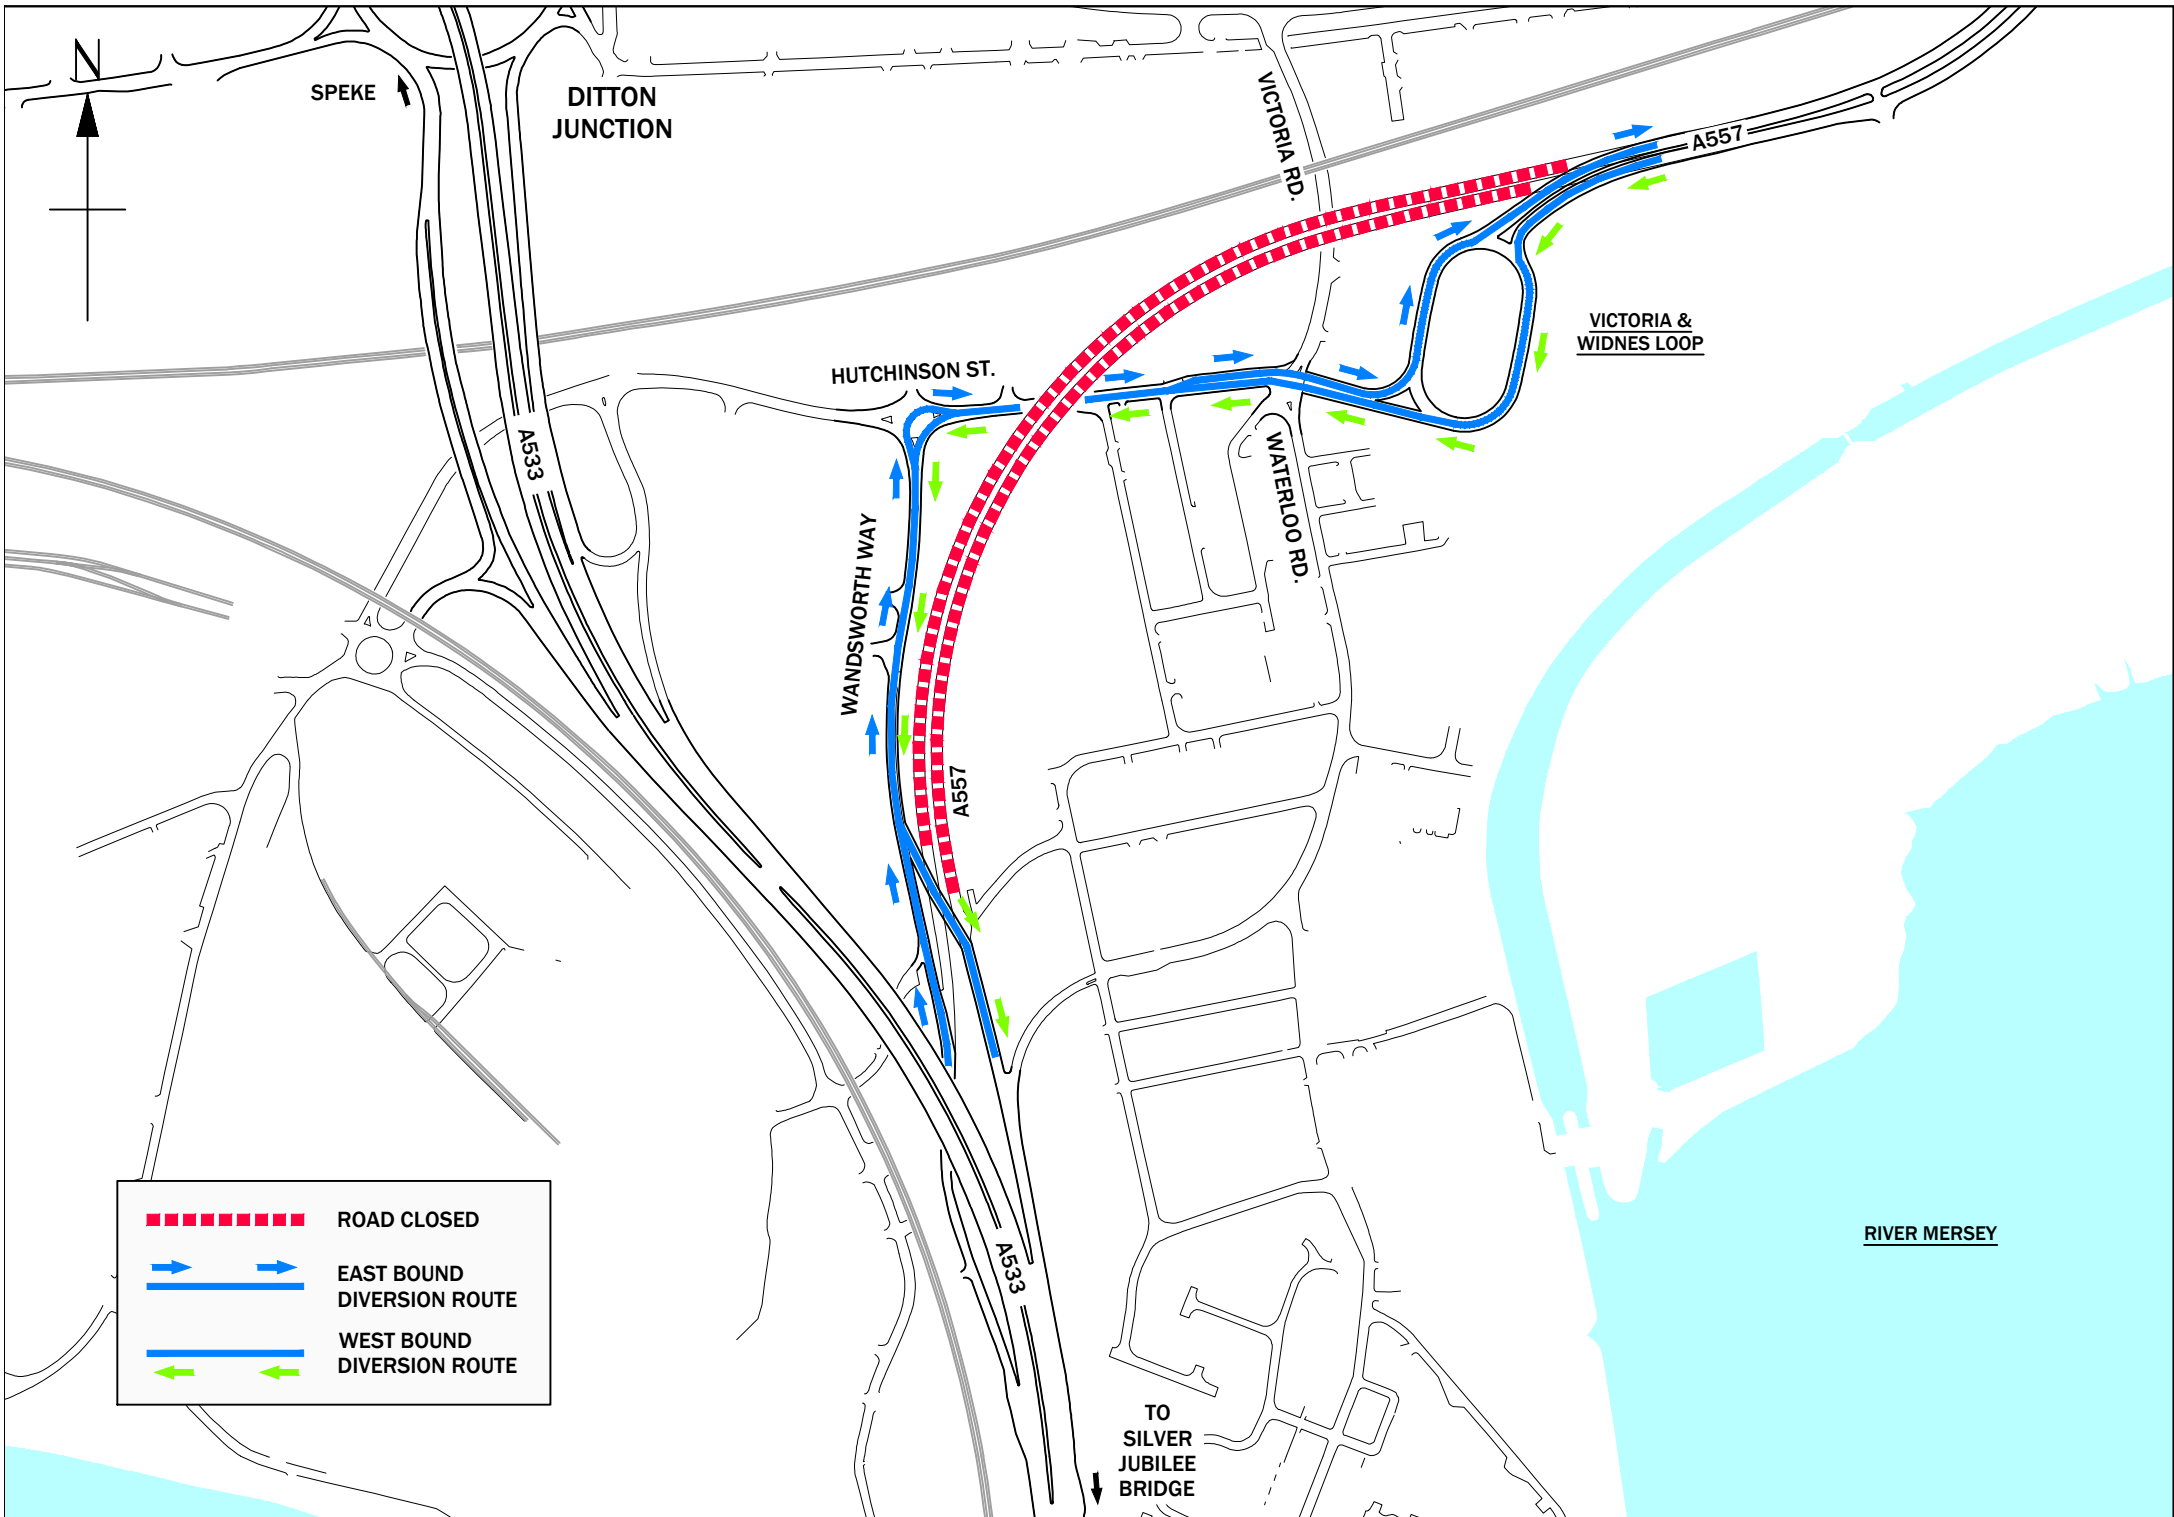 N
SPEKE
DITTON
JUNCTION
VICTORIA RD.
A557
VICTORIA &
WIDNES LOOP
HUTCHINSON ST.
A533
WATERLOO RD.
WANDSWORTH WAY
A557
ROAD CLOSED
EAST BOUND
DIVERSION ROUTE
WEST BOUND
DIVERSION ROUTE
A533
RIVER MERSEY
TO
SILVER
JUBILEE
BRIDGE